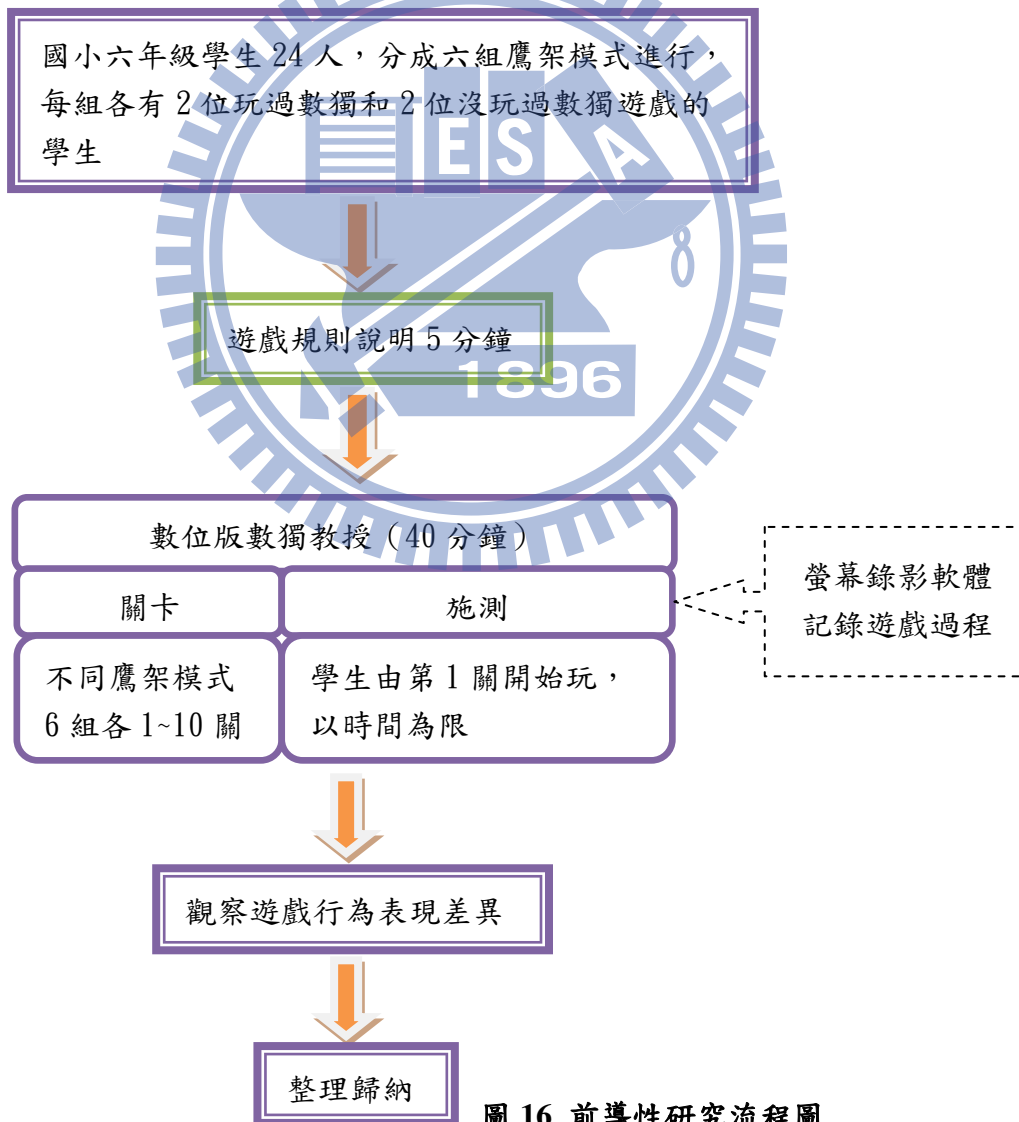 國小六年級學生 24 人，分成六組鷹架模式進行，
每組各有 2 位玩過數獨和 2 位沒玩過數獨遊戲的
學生
E S A
8
遊戲規則說明 5 分鐘
1896
數位版數獨教授（40 分鐘）
關卡
施測
螢幕錄影軟體
記錄遊戲過程
不同鷹架模式
6 組各 1~10 關
學生由第 1 關開始玩，
以時間為限
觀察遊戲行為表現差異
整理歸納
圖 16 前導性研究流程圖